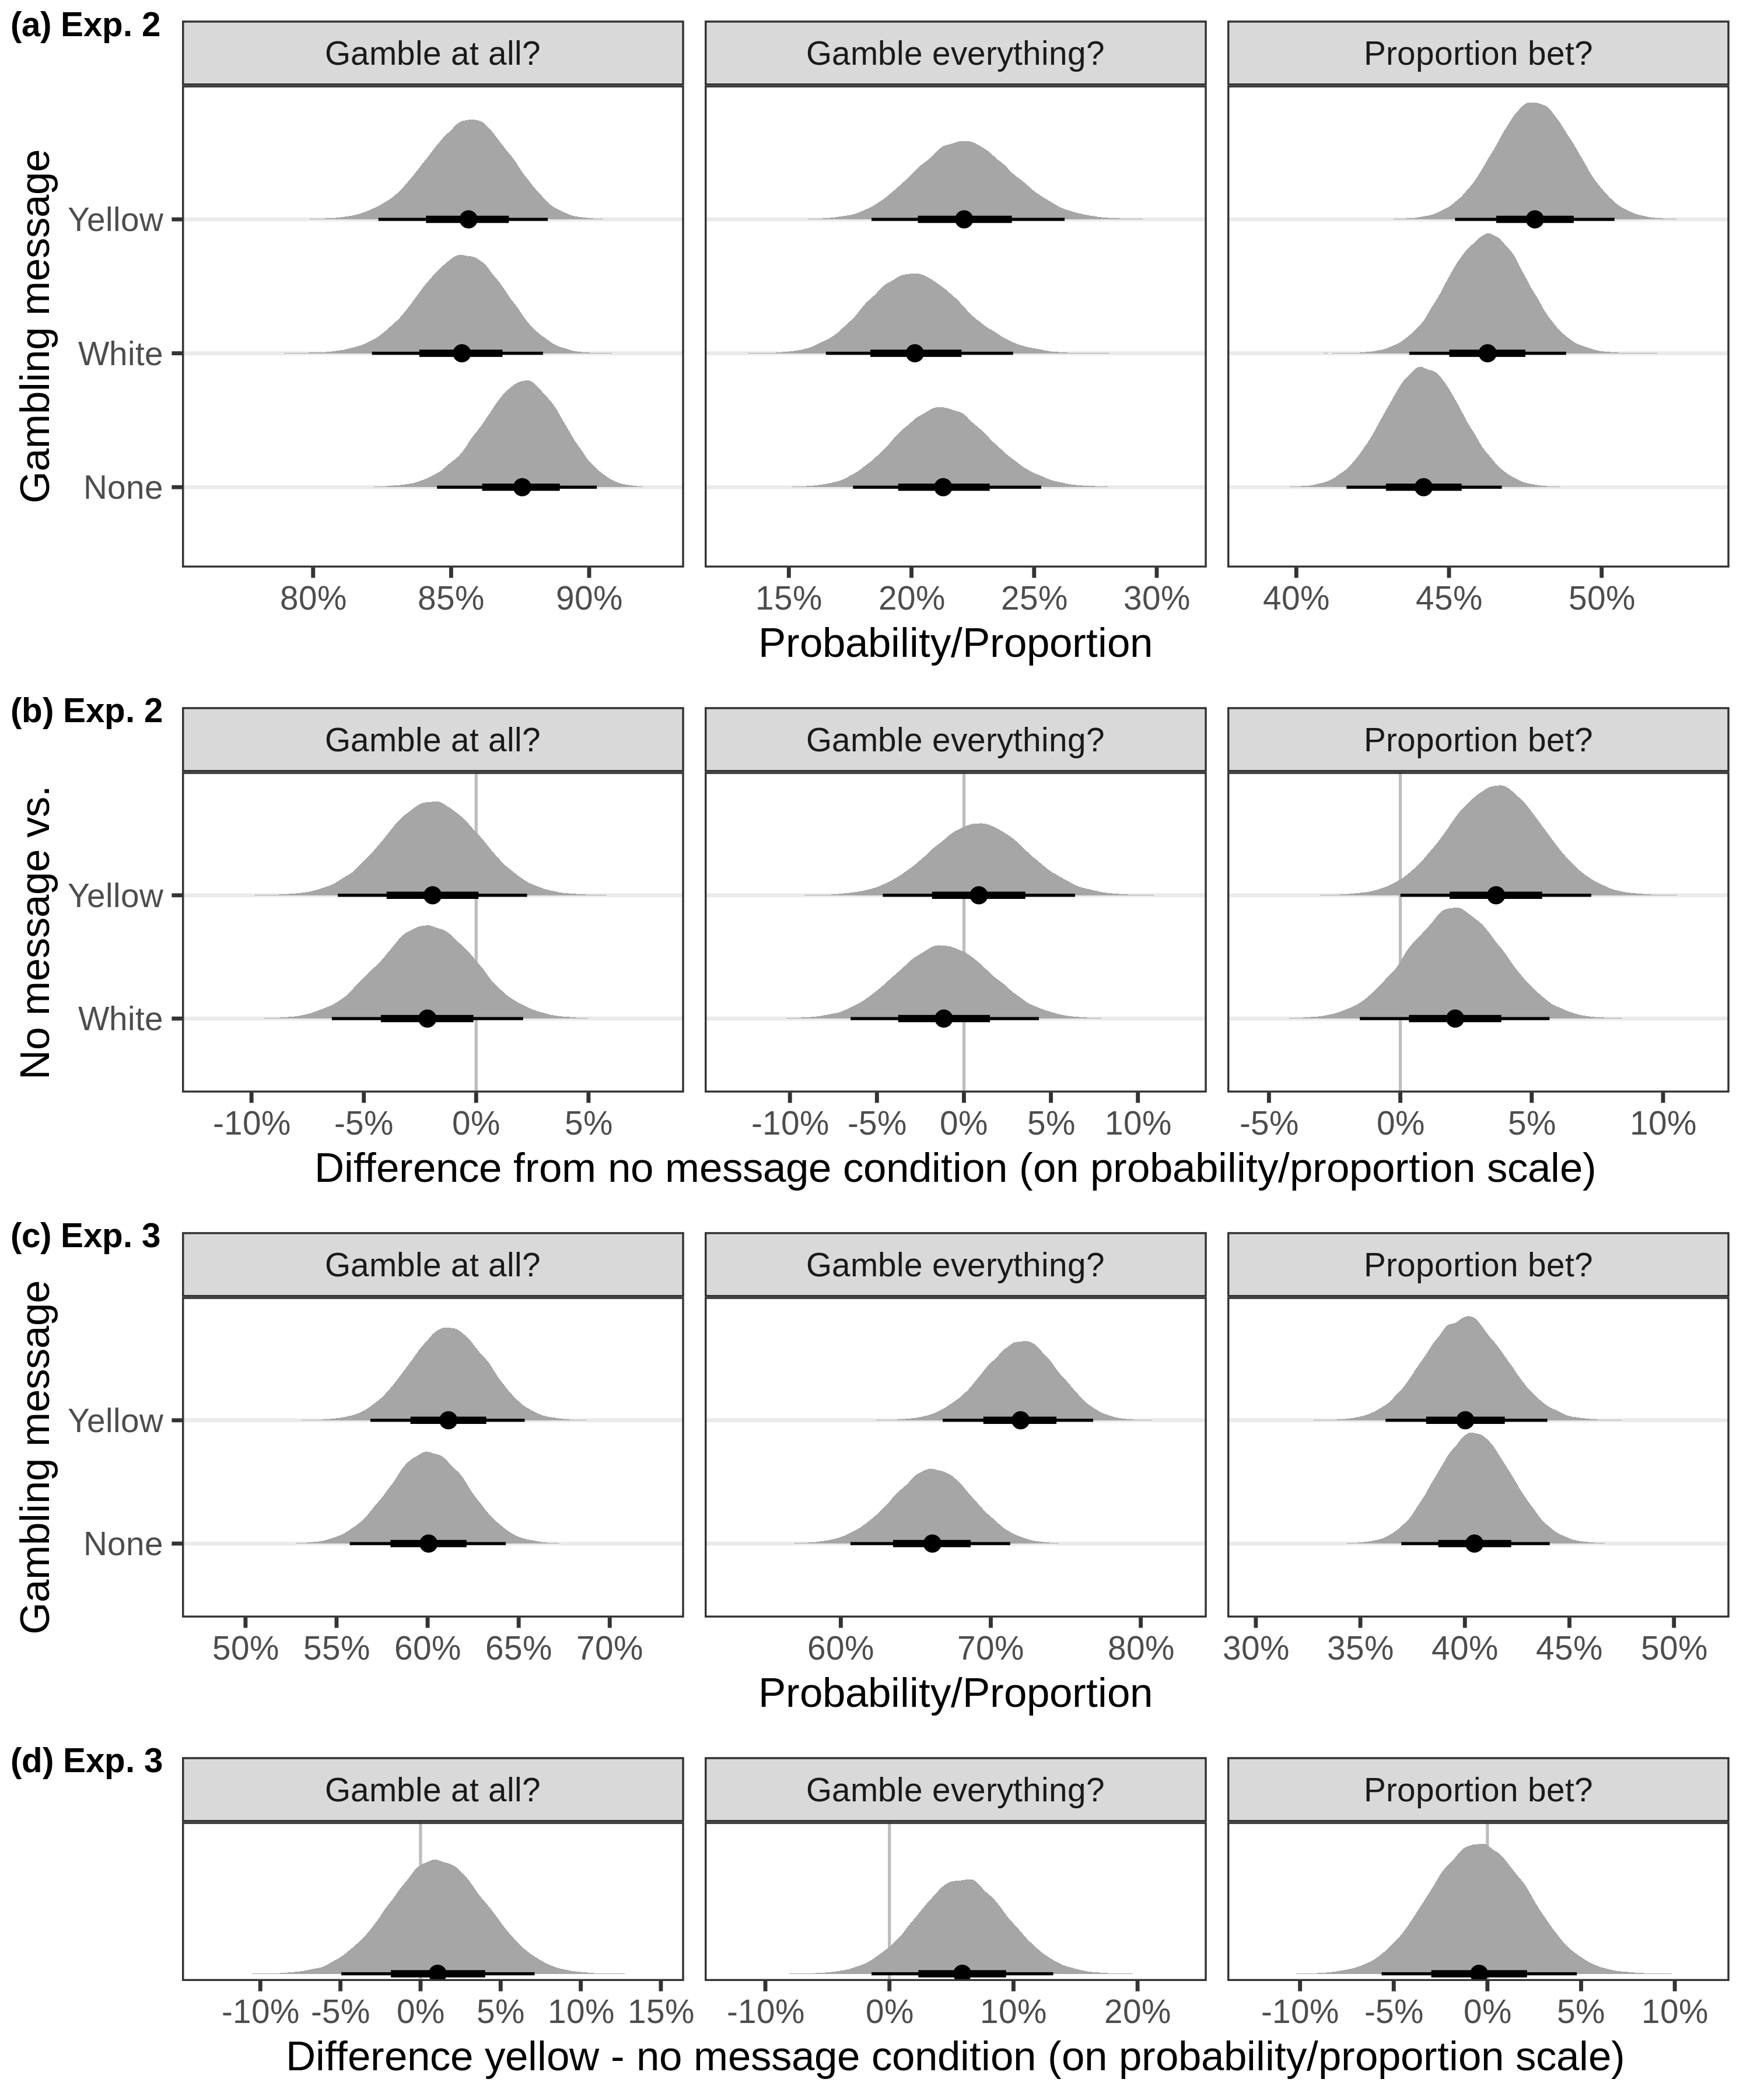 (a) Exp. 2
Gamble at all? Gamble everything? Proportion bet?
Gambling message
Yellow
White
None
80% 85% 90% 15% 20% 25% 30% 40% 45% 50%
Probability/Proportion
(b) Exp. 2
Gamble at all? Gamble everything? Proportion bet?
No message vs.
Yellow
White
-10% -5% 0% 5% -10% -5% 0% 5% 10% -5% 0% 5% 10%
Difference from no message condition (on probability/proportion scale)
(c) Exp. 3
Gamble at all? Gamble everything? Proportion bet?
Gambling message
Yellow
None
50% 55% 60% 65% 70% 60% 70% 80% 30% 35% 40% 45% 50%
Probability/Proportion
(d) Exp. 3
Gamble at all? Gamble everything? Proportion bet?
-10% -5% 0% 5% 10% 15% -10% 0% 10% 20% -10% -5% 0% 5% 10%
Difference yellow - no message condition (on probability/proportion scale)